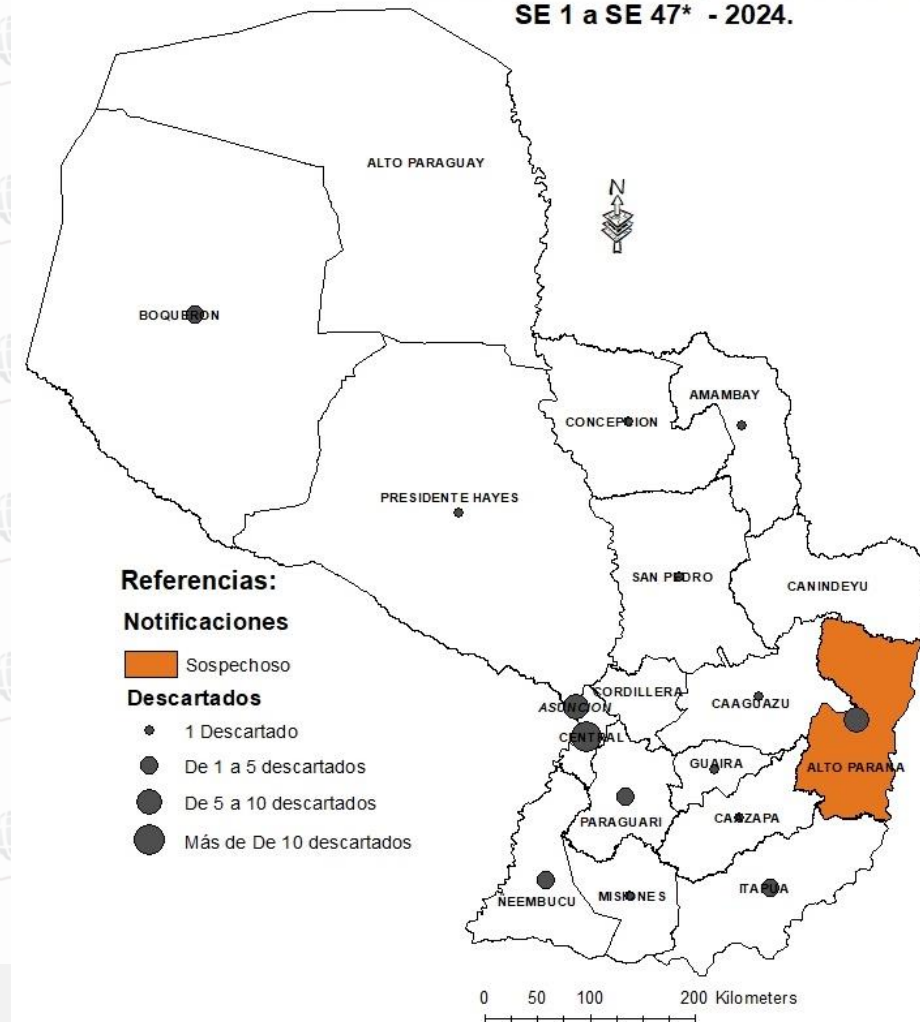 SE 1 a SE 47* - 2024.
ALTO PARAGUAY
N
BOQUERON
AMAMBAY
CONCEPCION
PRESIDENTE HAYES
SAN PEDRO
CANINDEYU
Referencias:
Notificaciones
Sospechoso
Descartados
1 Descartado
De 1 a 5 descartados
De 5 a 10 descartados
Más de De 10 descartados
CORDILLERA
ASUNCION
CAAGUAZU
CENTRAL
GUAIRA
ALTO PARANA
PARAGUARI
CAAZAPA
ÑEEMBUCU
MISIONES
ITAPUA
0 50 100 200 Kilometers